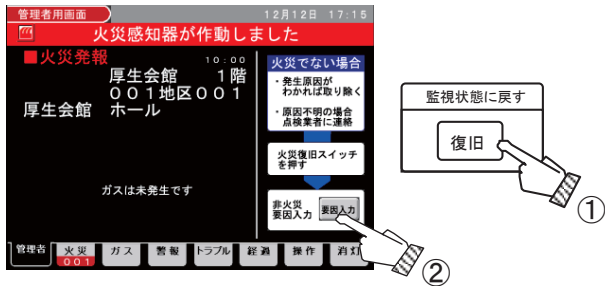 管理者用画面
12月12日 17:15
火災感知器が作動しました
■火災発報
10:00
厚生会館 1階
001地区001
厚生会館 ホール
ガスは未発生です
火災でない場合
・発生原因が
わかれば取り除く
・原因不明の場合
点検業者に連絡
火災復旧スイッチ
を押す
非火災
要因入力
要因入力
管理者
火災
001
ガス
警報
トラブル
経過
操作
消灯
監視状態に戻す
復旧
①
②